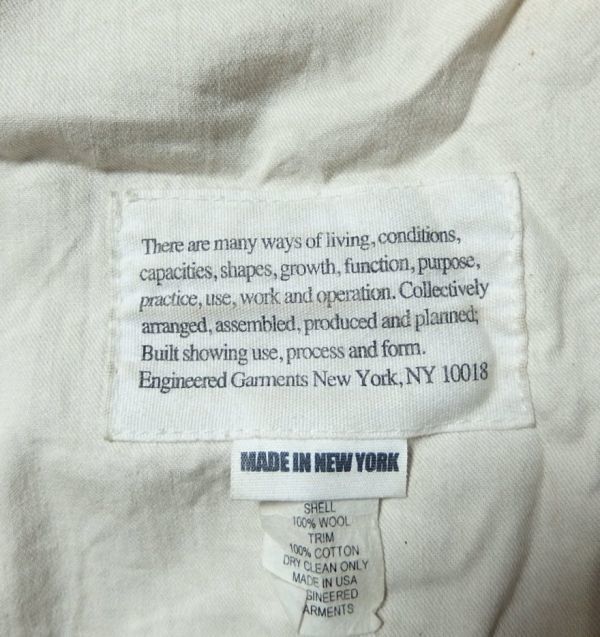 There are many ways of living, conditions,
capacities, shapes, growth, function, purpose,
practice, use, work and operation. Collectively
arranged, assembled, produced and planned;
Built showing use, process and form.
Engineered Garments New York, NY 10018
MADE IN NEW YORK
SHELL
100% WOOL
TRIM
100% COTTON
DRY CLEAN ONLY
MADE IN USA
GINEERED
ARMENTS